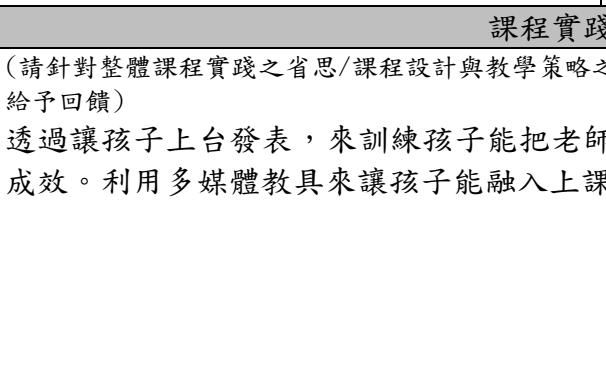 課程實踐
(請針對整體課程實踐之省思/課程設計與教學策略之
給予回饋)
透過讓孩子上台發表，來訓練孩子能把老師
成效。利用多媒體教具來讓孩子能融入上課